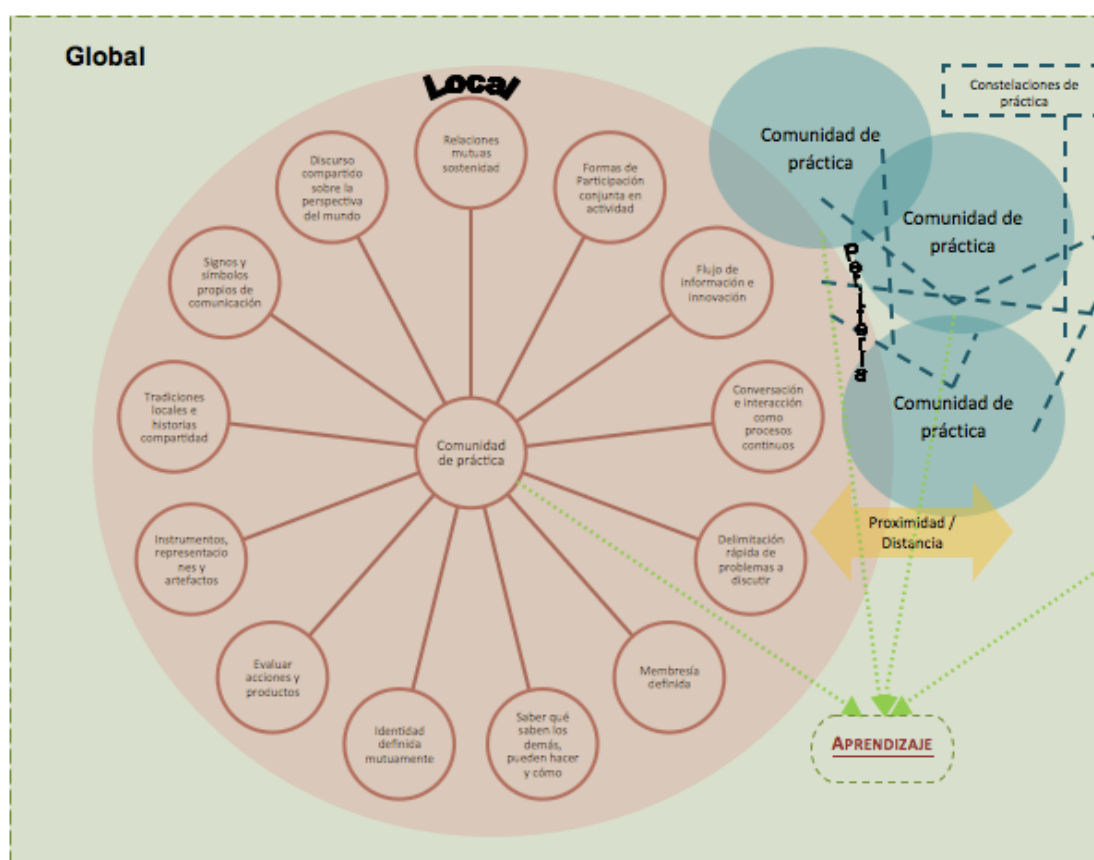 Global
Local
Relaciones
mutuas
sostenidad
Formas de
Participación
conjunta en
actividad
Flujo de
información e
innovación
Conversación
e interacción
como
procesos
continuos
Delimitación
rápida de
problemas a
discutir
Membresía
definida
Saber qué
saben los
demás,
pueden hacer
y cómo
Identidad
definida
mutuamente
Evaluar
acciones y
productos
Instrumentos,
representacio
nes y
artefactos
Tradiciones
locales e
historias
compartidad
Signos y
símbolos
propios de
comunicación
Discurso
compartido
sobre la
perspectiva
del mundo
Comunidad
de práctica
Constelaciones de
práctica
Comunidad de
práctica
Comunidad de
práctica
Comunidad de
práctica
Periferia
Proximidad /
Distancia
APRENDIZAJE